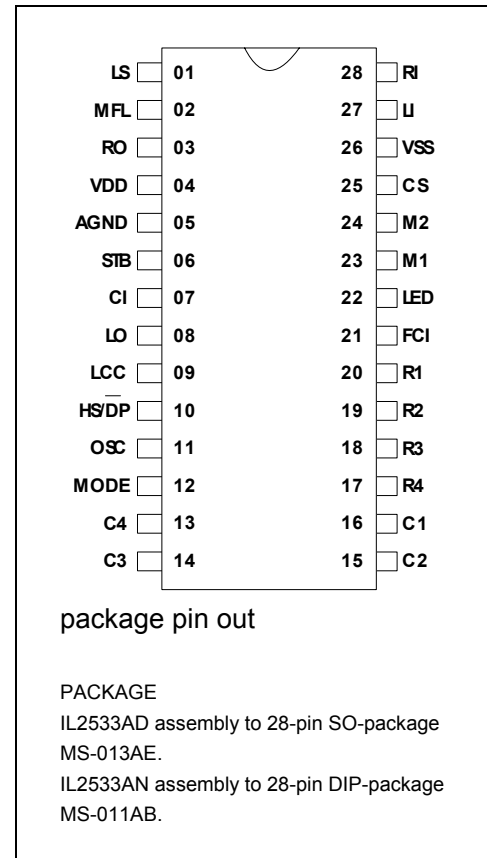 LS 01 28 RI
MFL 02 27 LI
RO 03 26 VSS
VDD 04 25 CS
AGND 05 24 M2
STB 06 23 M1
CI 07 22 LED
LO 08 21 FCI
LCC 09 20 R1
HS/D̅P̅ 10 19 R2
OSC 11 18 R3
MODE 12 17 R4
C4 13 16 C1
C3 14 15 C2
package pin out
PACKAGE
IL2533AD assembly to 28-pin SO-package
MS-013AE.
IL2533AN assembly to 28-pin DIP-package
MS-011AB.